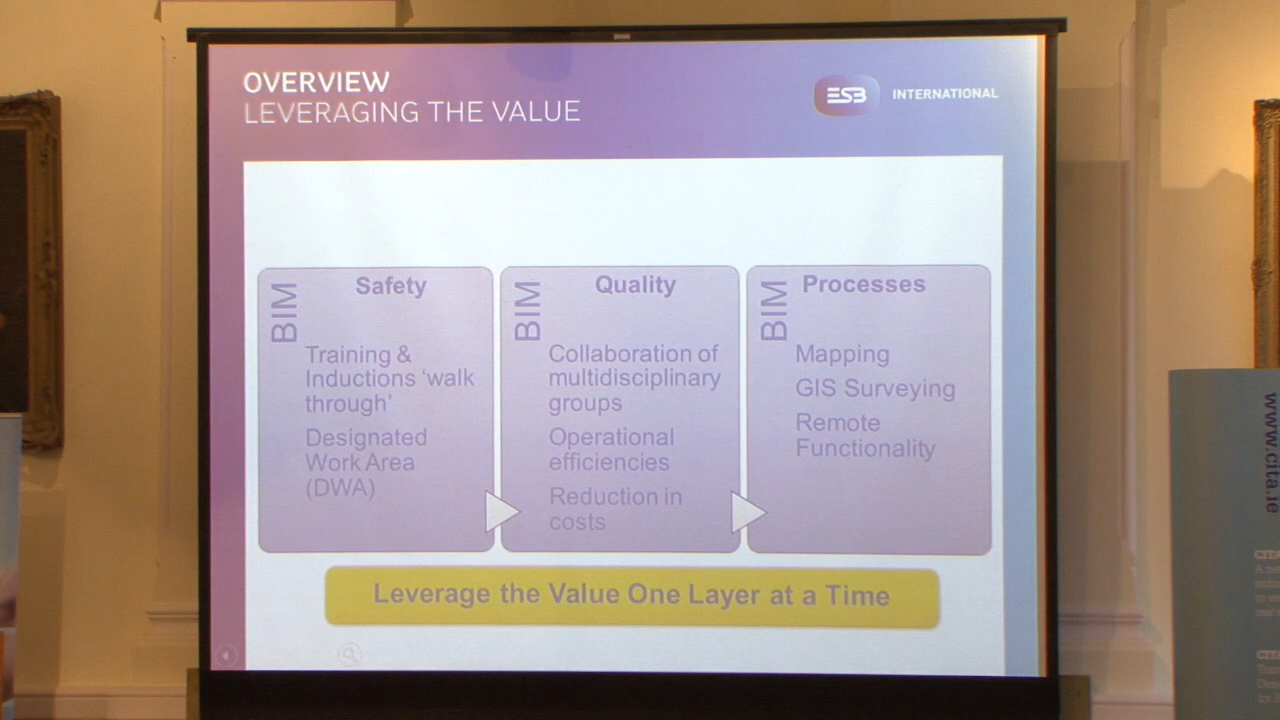 OVERVIEW
LEVERAGING THE VALUE
ESB INTERNATIONAL
BIM
Safety
Training &
Inductions ‘walk
through’
Designated
Work Area
(DWA)
BIM
Quality
Collaboration of
multidisciplinary
groups
Operational
efficiencies
Reduction in
costs
BIM
Processes
Mapping
GIS Surveying
Remote
Functionality
Leverage the Value One Layer at a Time
www.cita.ie